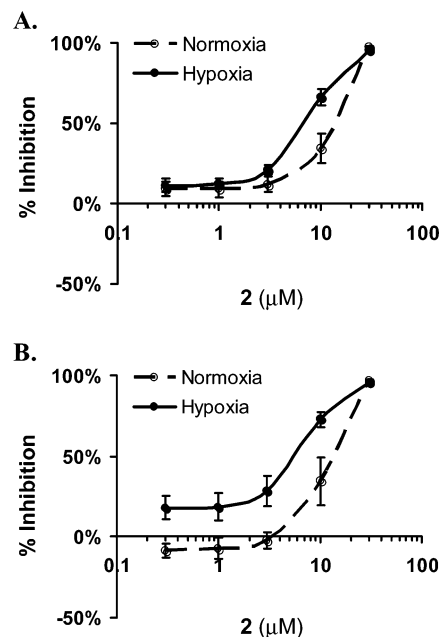 A.
100%
Normoxia
Hypoxia
50%
% Inhibition
0%
0.1 1 10 100
-50%
2 (μM)
B.
100%
Normoxia
Hypoxia
50%
% Inhibition
0%
0.1 1 10 100
-50%
2 (μM)